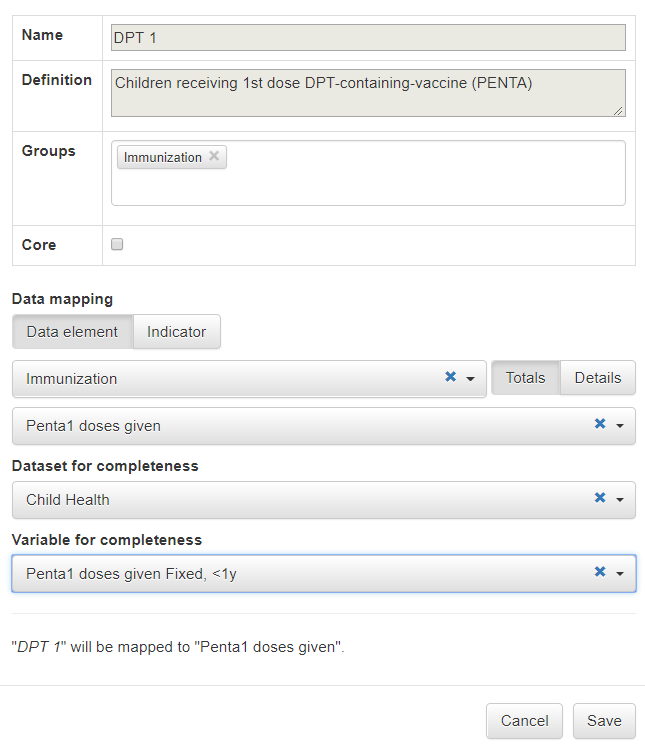 Name DPT 1
Definition Children receiving 1st dose DPT-containing-vaccine (PENTA)
Groups Immunization
Core
Data mapping
Data element Indicator
Immunization Totals Details
Penta1 doses given
Dataset for completeness
Child Health
Variable for completeness
Penta1 doses given Fixed, <1y
"DPT 1" will be mapped to "Penta1 doses given".
Cancel Save